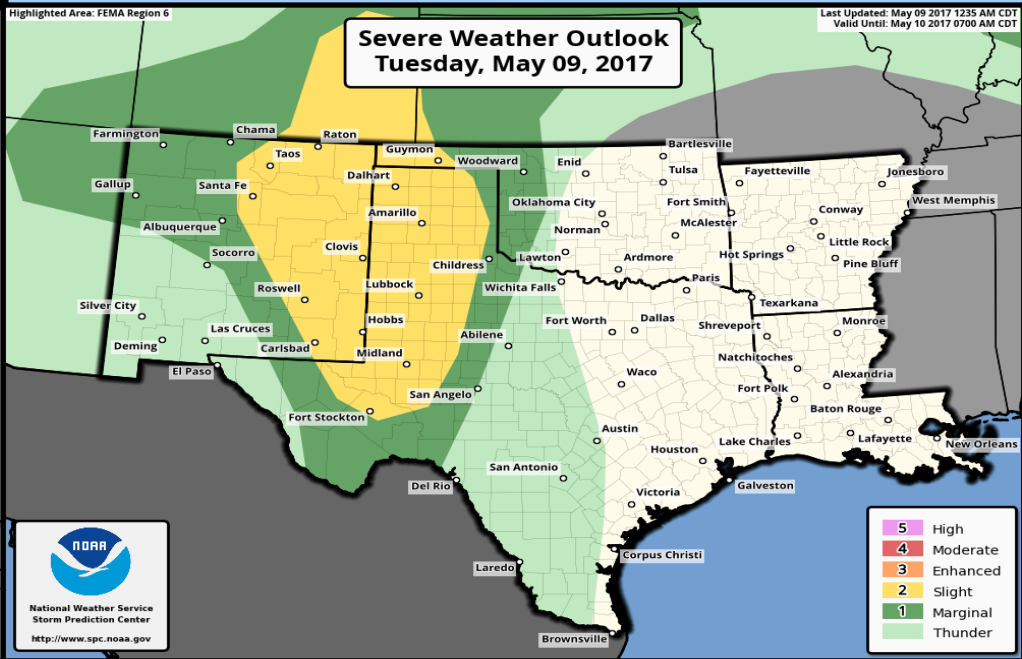 Highlighted Area: FEMA Region 6
Last Updated: May 09 2017 1235 AM CDT
Valid Until: May 10 2017 0700 AM CDT
Severe Weather Outlook
Tuesday, May 09, 2017
Farmington
Chama
Raton
Guymon
Woodward
Enid
Bartlesville
Taos
Dalhart
Tulsa
Fayetteville
Jonesboro
Gallup
Santa Fe
Amarillo
Oklahoma City
Fort Smith
West Memphis
Albuquerque
Norman
McAlester
Conway
Socorro
Clovis
Childress
Lawton
Ardmore
Hot Springs
Little Rock
Pine Bluff
Roswell
Lubbock
Wichita Falls
Paris
Texarkana
Silver City
Las Cruces
Hobbs
Abilene
Fort Worth
Dallas
Shreveport
Monroe
Deming
Carlsbad
Midland
Natchitoches
El Paso
San Angelo
Waco
Fort Polk
Alexandria
Fort Stockton
Austin
Baton Rouge
Houston
Lake Charles
Lafayette
New Orleans
San Antonio
Del Rio
Victoria
Galveston
Laredo
Corpus Christi
Brownsville
NOAA
National Weather Service
Storm Prediction Center
http://www.spc.noaa.gov
5 High
4 Moderate
3 Enhanced
2 Slight
1 Marginal
Thunder